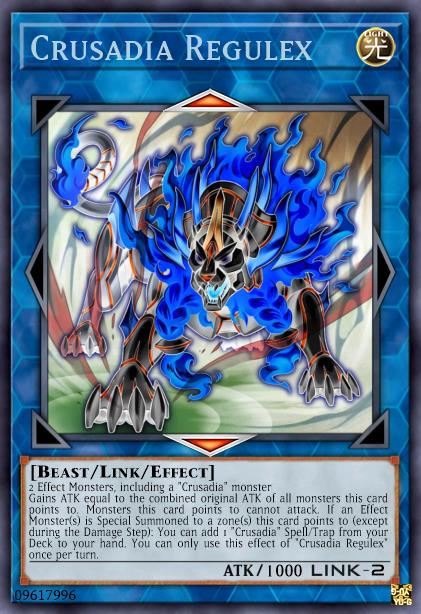 Crusadia Regulex
LIGHT
光
[Beast/Link/Effect]
2 Effect Monsters, including a "Crusadia" monster
Gains ATK equal to the combined original ATK of all monsters this card
points to. Monsters this card points to cannot attack. If an Effect
Monster(s) is Special Summoned to a zone(s) this card points to (except
during the Damage Step): You can add 1 "Crusadia" Spell/Trap from your
Deck to your hand. You can only use this effect of "Crusadia Regulex"
once per turn.
ATK/1000 LINK-2
09617996